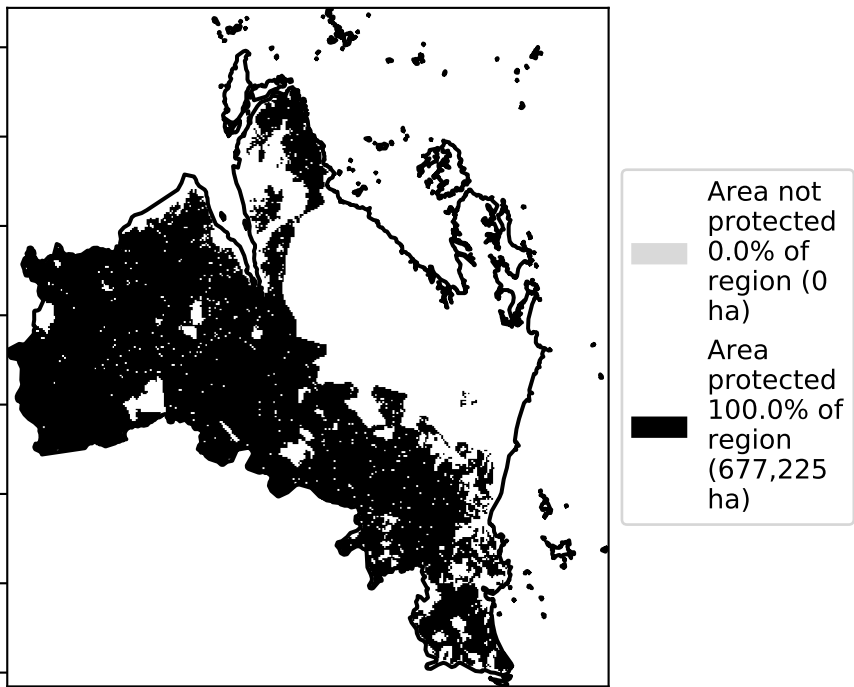 Area not
protected
0.0% of
region (0
ha)
Area
protected
100.0% of
region
(677,225
ha)